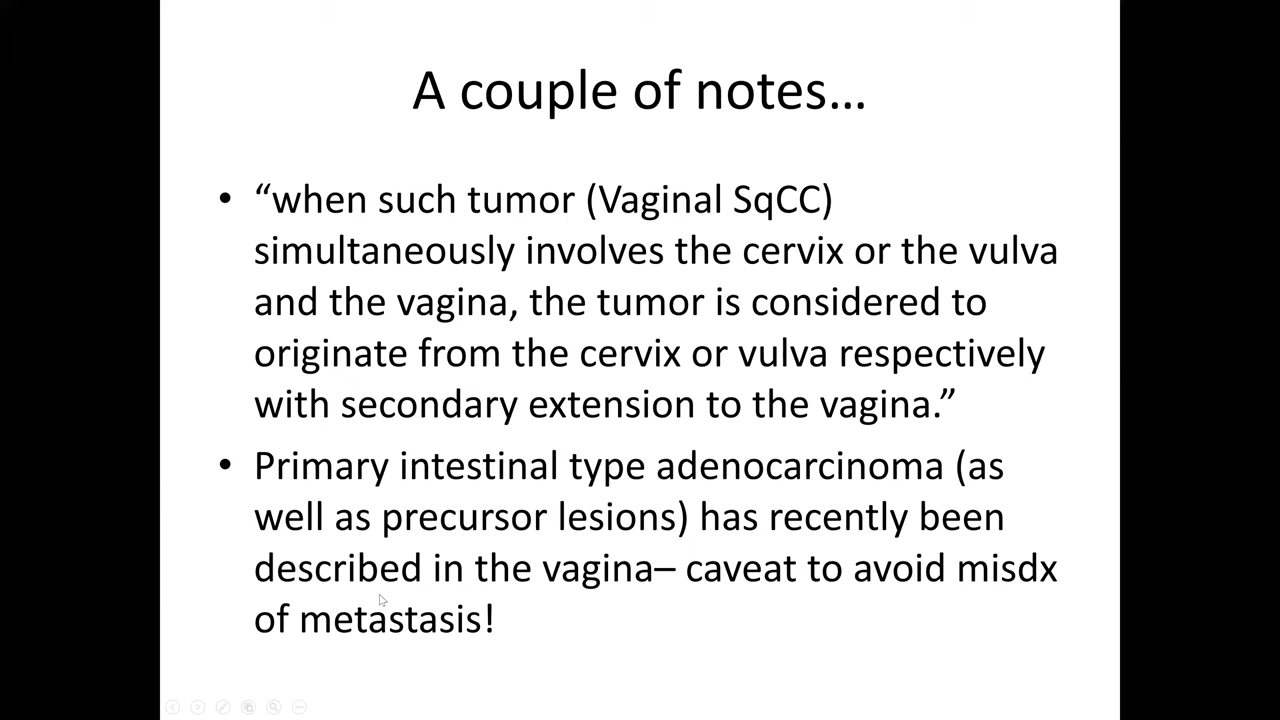 A couple of notes…
• “when such tumor (Vaginal SqCC)
simultaneously involves the cervix or the vulva
and the vagina, the tumor is considered to
originate from the cervix or vulva respectively
with secondary extension to the vagina.”
• Primary intestinal type adenocarcinoma (as
well as precursor lesions) has recently been
described in the vagina– caveat to avoid misdx
of metastasis!